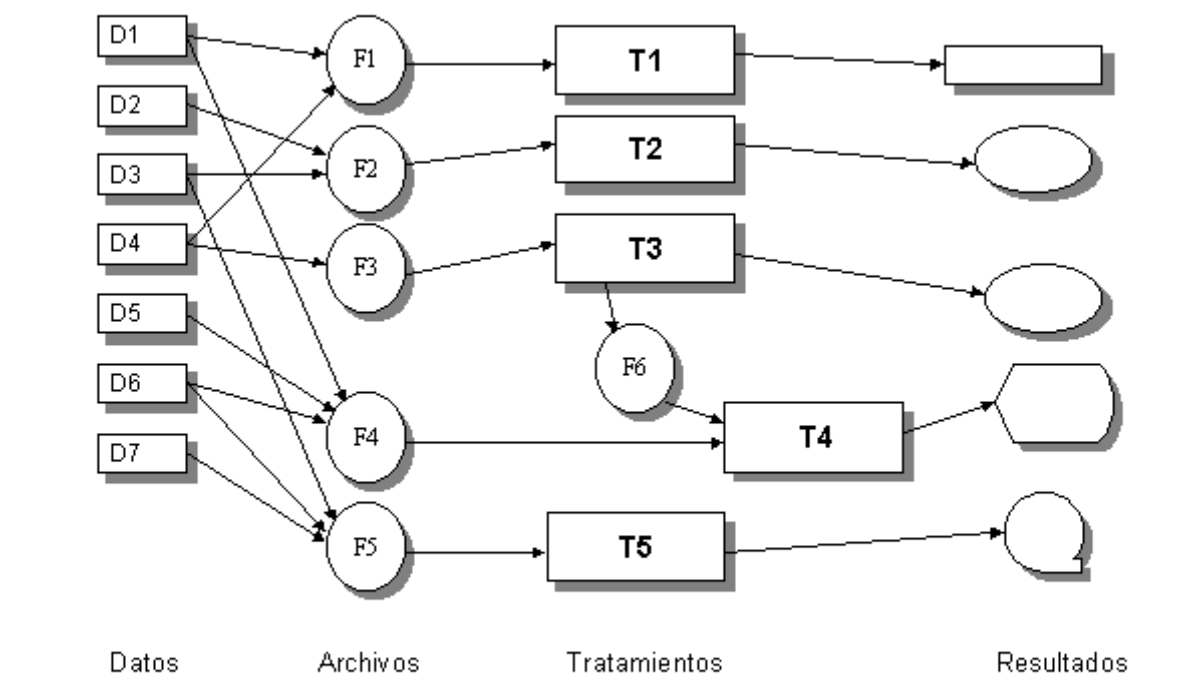 D1
F1
T1
D2
F2
T2
D3
D4
F3
T3
D5
F6
D6
F4
T4
D7
F5
T5
Datos
Archivos
Tratamientos
Resultados